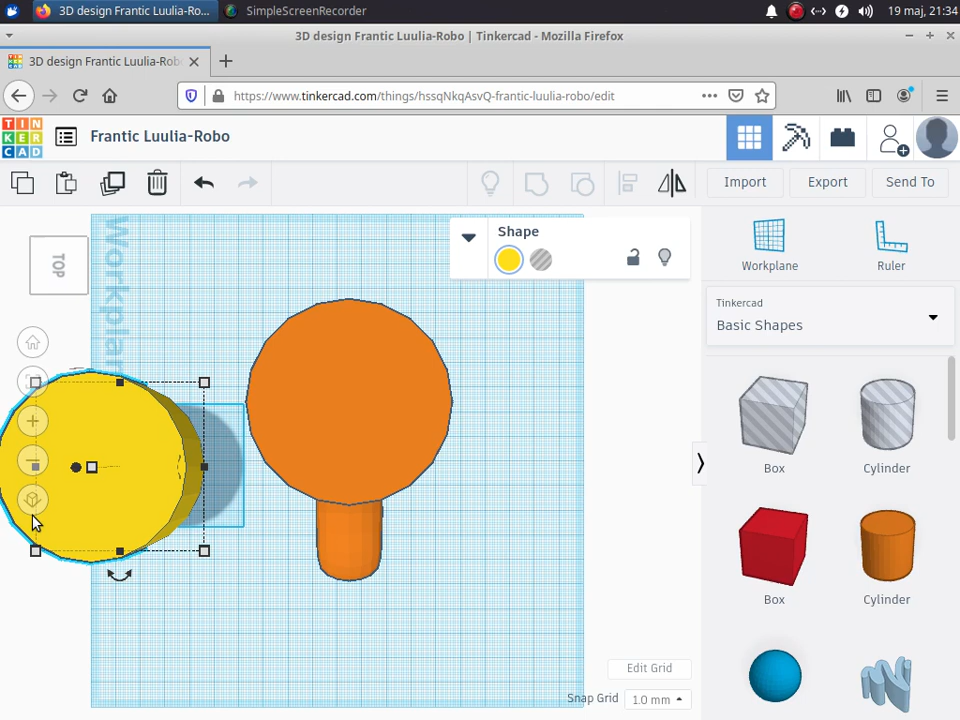 3D design Frantic Luulia-Ro...
SimpleScreenRecorder
19 maj, 21:34
3D design Frantic Luulia-Robo | Tinkercad - Mozilla Firefox
3D design Frantic Luulia-Rob
https://www.tinkercad.com/things/hssqNkqAsvQ-frantic-luulia-robo/edit
TIN
KER
CAD
Frantic Luulia-Robo
Import
Export
Send To
Workplan
TOP
Shape
Workplane
Ruler
Tinkercad
Basic Shapes
Box
Cylinder
Box
Cylinder
Edit Grid
Snap Grid
1.0 mm